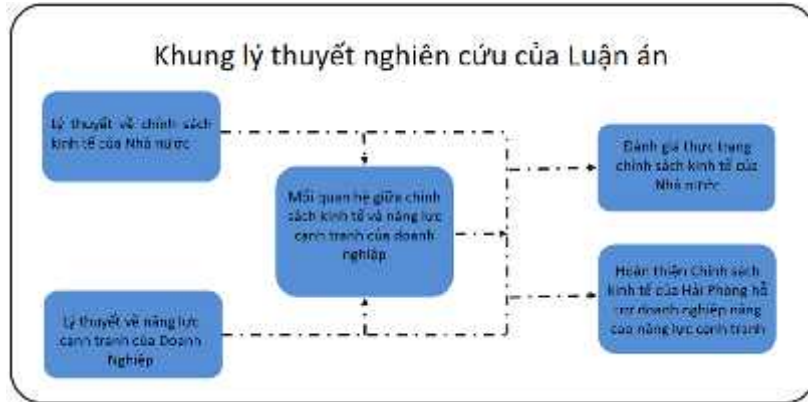 Khung lý thuyết nghiên cứu của Luận án
Lý thuyết về chính sách
kinh tế của Nhà nước
Mối quan hệ giữa chính
sách kinh tế và năng lực
cạnh tranh của doanh
nghiệp
Lý thuyết về năng lực
cạnh tranh của Doanh
Nghiệp
Đánh giá thực trạng
chính sách kinh tế của
Nhà nước
Hoàn thiện Chính sách
kinh tế của Hải Phòng hỗ
trợ doanh nghiệp nâng
cao năng lực cạnh tranh